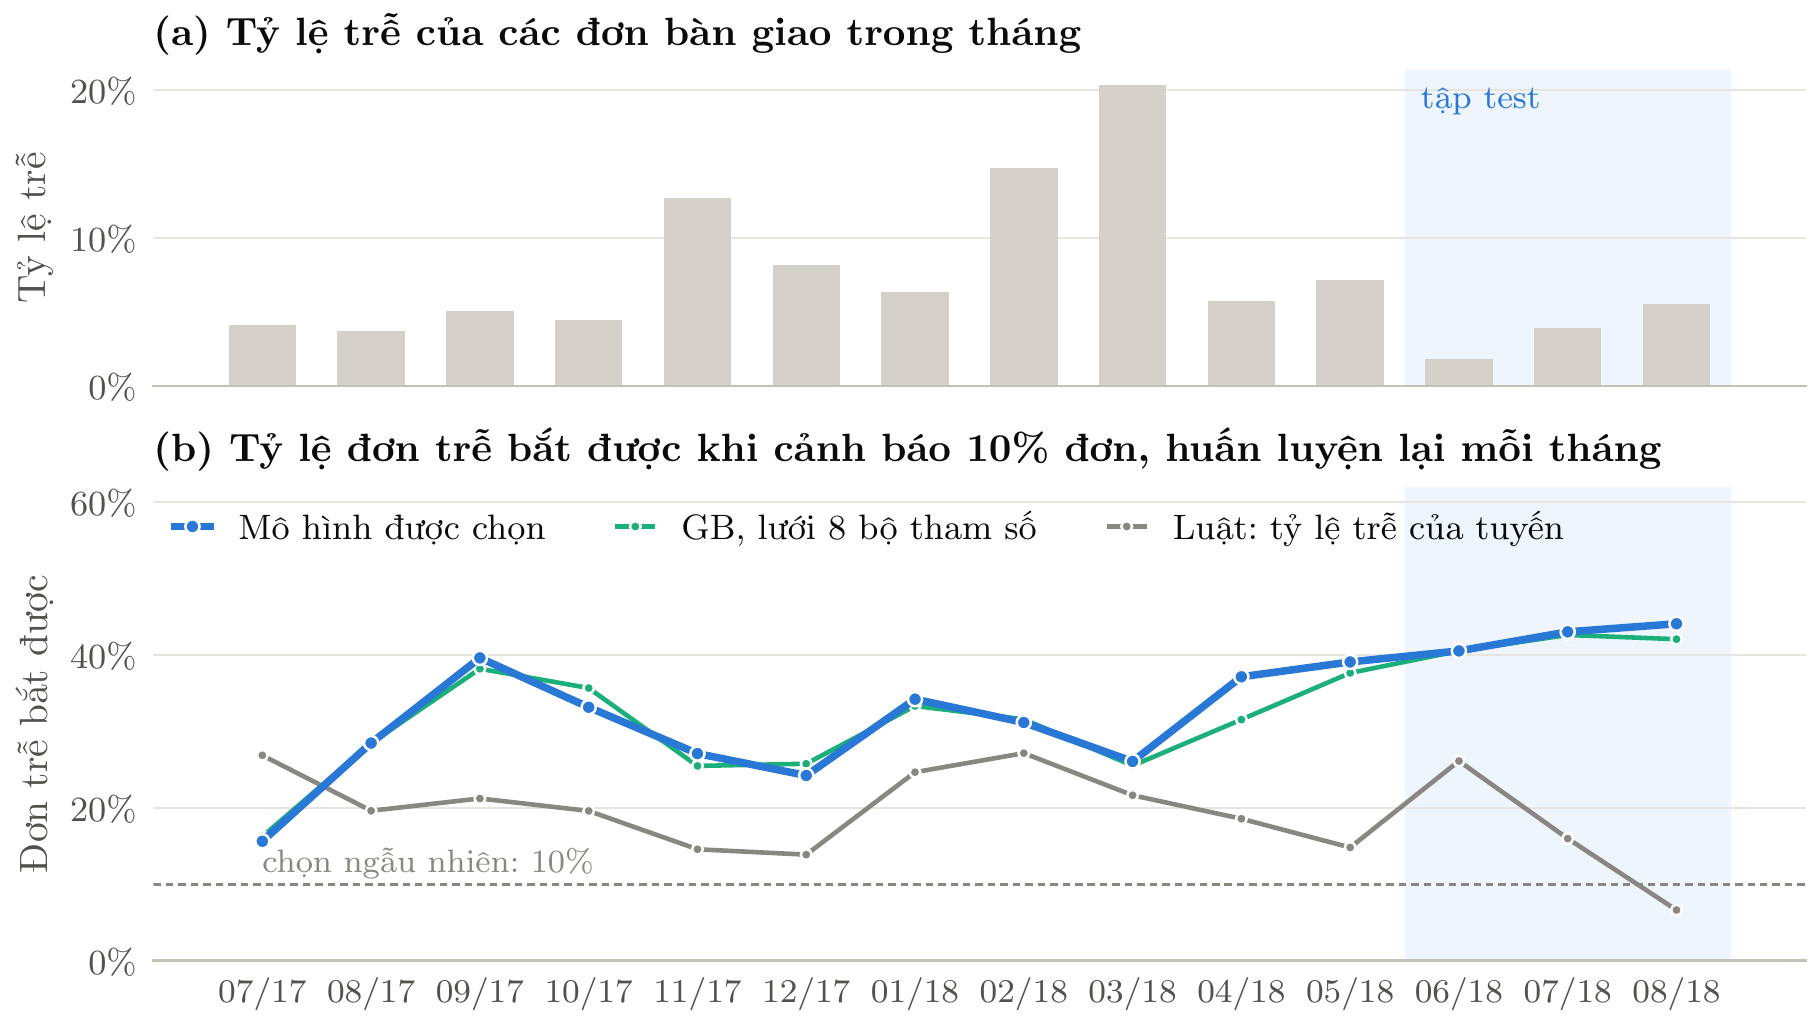 (a) Tỷ lệ trễ của các đơn bàn giao trong tháng
Tỷ lệ trễ
20%
10%
0%
tập test
(b) Tỷ lệ đơn trễ bắt được khi cảnh báo 10% đơn, huấn luyện lại mỗi tháng
Đơn trễ bắt được
60%
40%
20%
0%
Mô hình được chọn
GB, lưới 8 bộ tham số
Luật: tỷ lệ trễ của tuyến
chọn ngẫu nhiên: 10%
07/17 08/17 09/17 10/17 11/17 12/17 01/18 02/18 03/18 04/18 05/18 06/18 07/18 08/18